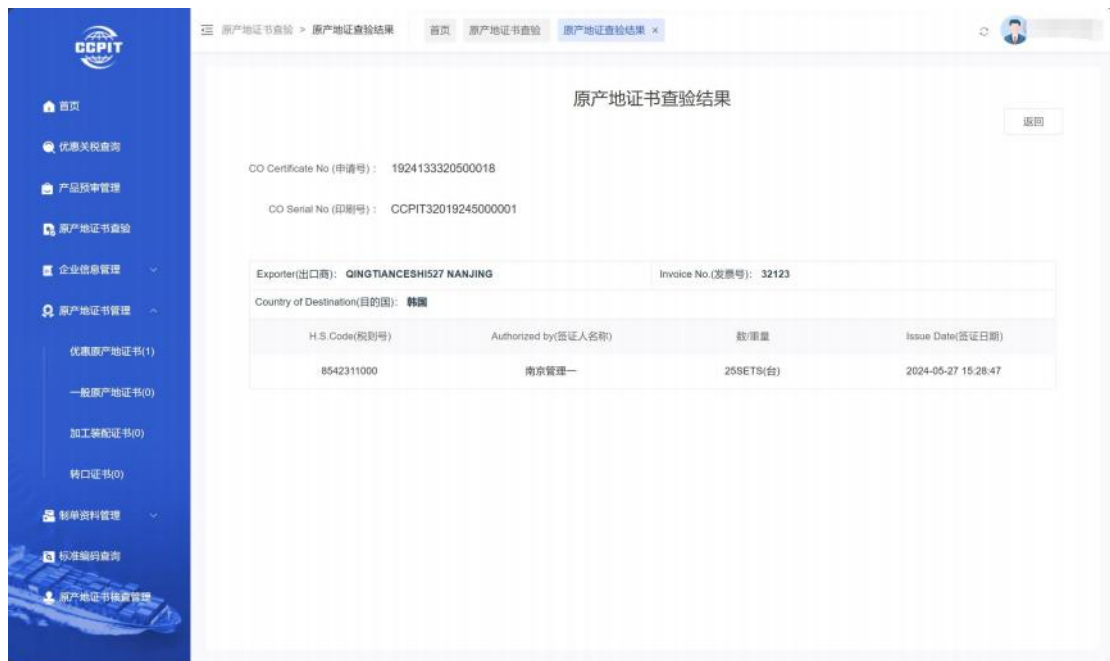 CCPIT
原产地证书查验 > 原产地证查验结果 首页 原产地证书查验 原产地证查验结果 ×
首页
优惠关税查询
产品预审管理
原产地证书查验
企业信息管理
原产地证书管理
优惠原产地证书(1)
一般原产地证书(0)
加工装配证书(0)
转口证书(0)
制单资料管理
标准编码查询
原产地证书核查管理
原产地证书查验结果
返回
CO Certificate No (申请号) : 1924133320500018
CO Serial No (印刷号) : CCPIT32019245000001
Exporter(出口商): QINGTIANCESHI527 NANJING Invoice No.(发票号): 32123
Country of Destination(目的国): 韩国
H.S.Code(税则号) Authorized by(签证人名称) 数/重量 Issue Date(签证日期)
8542311000 南京管理一 25SETS(台) 2024-05-27 15:28:47